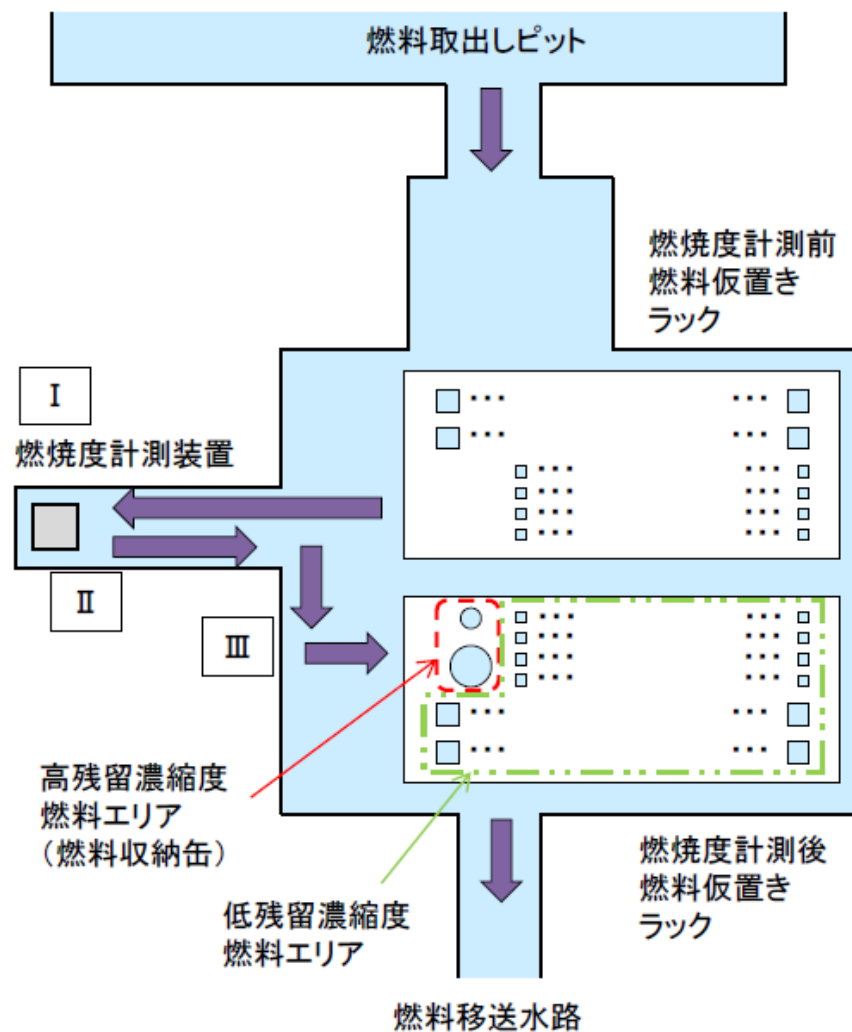 燃料取出しピット
燃焼度計測前
燃料仮置き
ラック
Ⅰ
燃焼度計測装置
Ⅱ
Ⅲ
高残留濃縮度
燃料エリア
（燃料収納缶）
低残留濃縮度
燃料エリア
燃焼度計測後
燃料仮置き
ラック
燃料移送水路